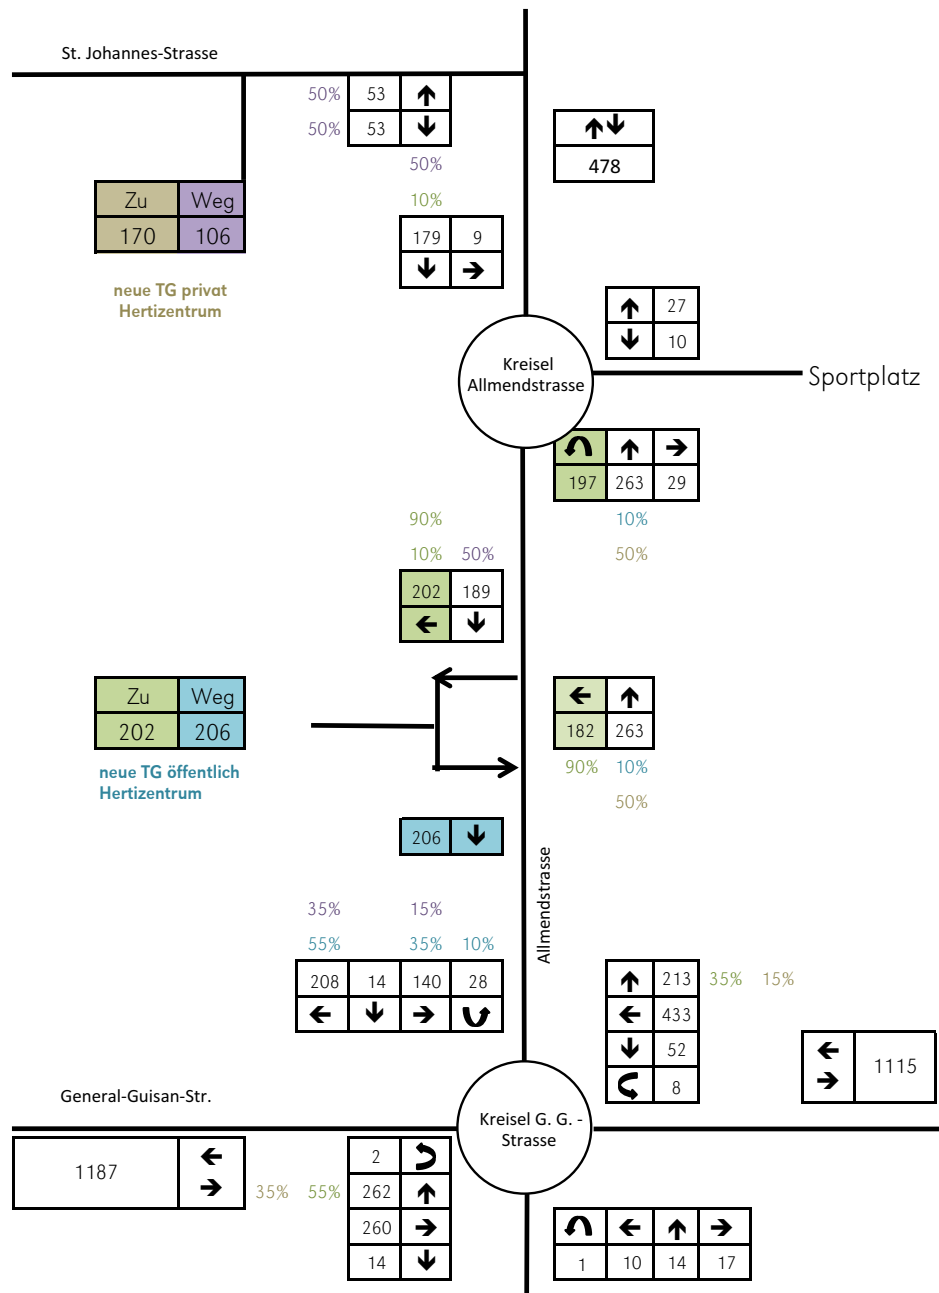 St. Johannes-Strasse
50% 53
50% 53
50%
10%
478
Zu Weg
170 106
179 9
neue TG privat
Hertizentrum
27
10
Kreisel
Allmendstrasse
Sportplatz
197 263 29
90%
10%
10% 50%
50%
202 189
Zu Weg
202 206
182 263
neue TG öffentlich
Hertizentrum
90% 10%
50%
206
Allmendstrasse
35% 15%
55% 35% 10%
208 14 140 28
213 35% 15%
433
52
8
1115
General-Guisan-Str.
Kreisel G. G. -
Strasse
1187
2
35% 55% 262
260
14
1 10 14 17